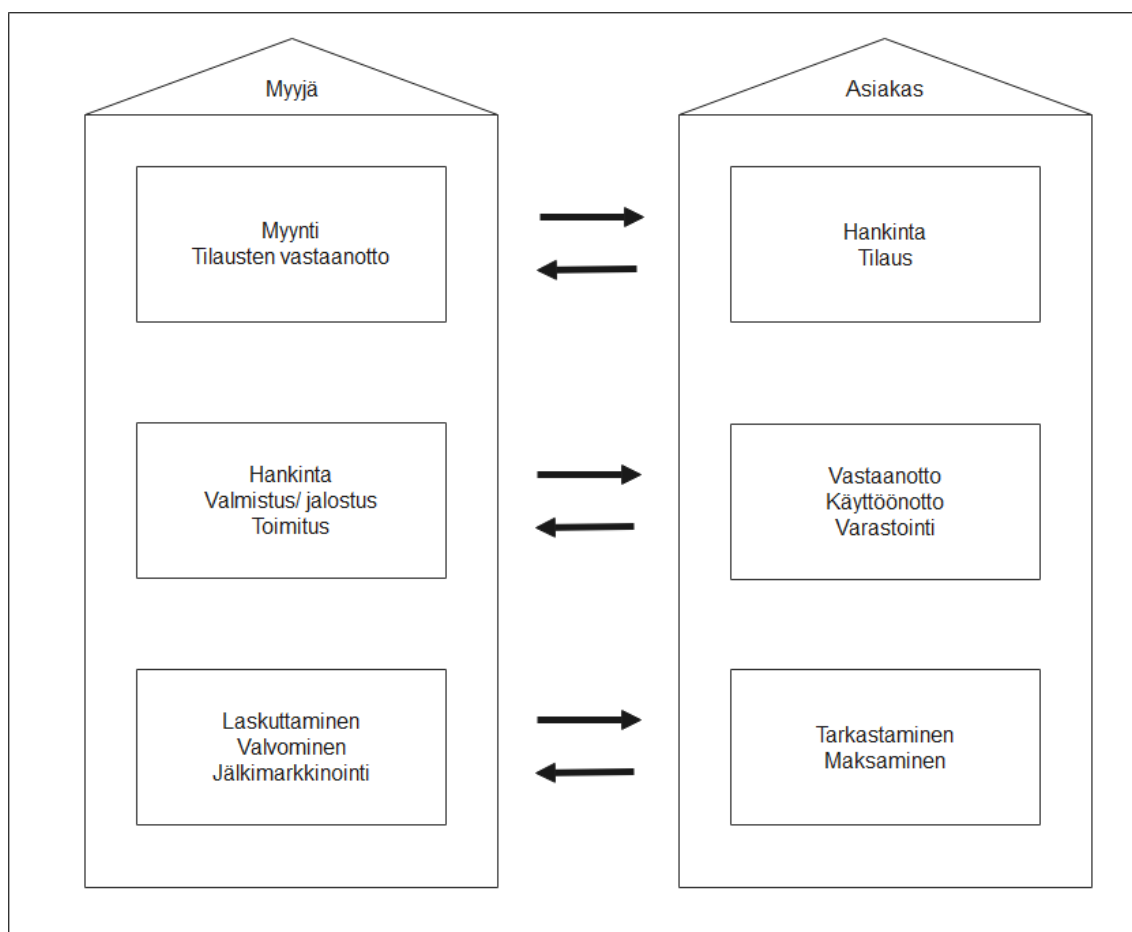 Myyjä
Asiakas
Myynti
Tilausten vastaanotto
Hankinta
Tilaus
Hankinta
Valmistus/ jalostus
Toimitus
Vastaanotto
Käyttöönotto
Varastointi
Laskuttaminen
Valvominen
Jälkimarkkinointi
Tarkastaminen
Maksaminen